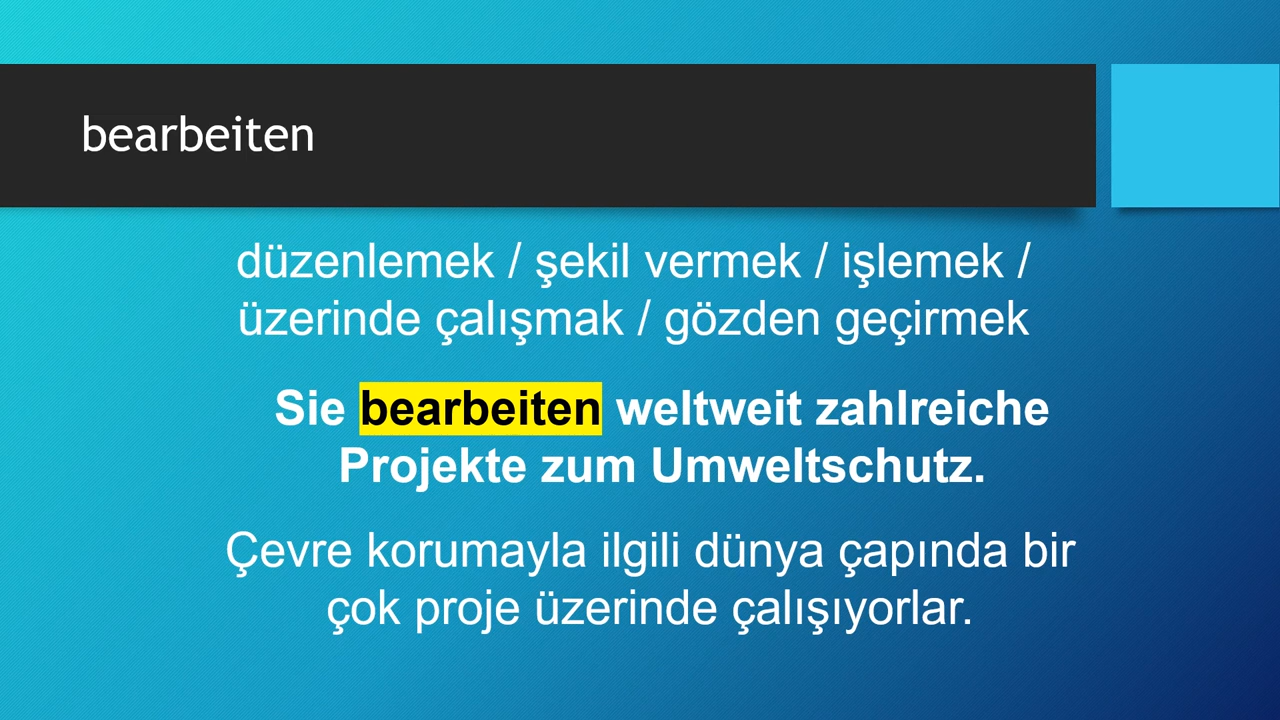 bearbeiten
düzenlemek / şekil vermek / işlemek /
üzerinde çalışmak / gözden geçirmek
Sie bearbeiten weltweit zahlreiche
Projekte zum Umweltschutz.
Çevre korumayla ilgili dünya çapında bir
çok proje üzerinde çalışıyorlar.